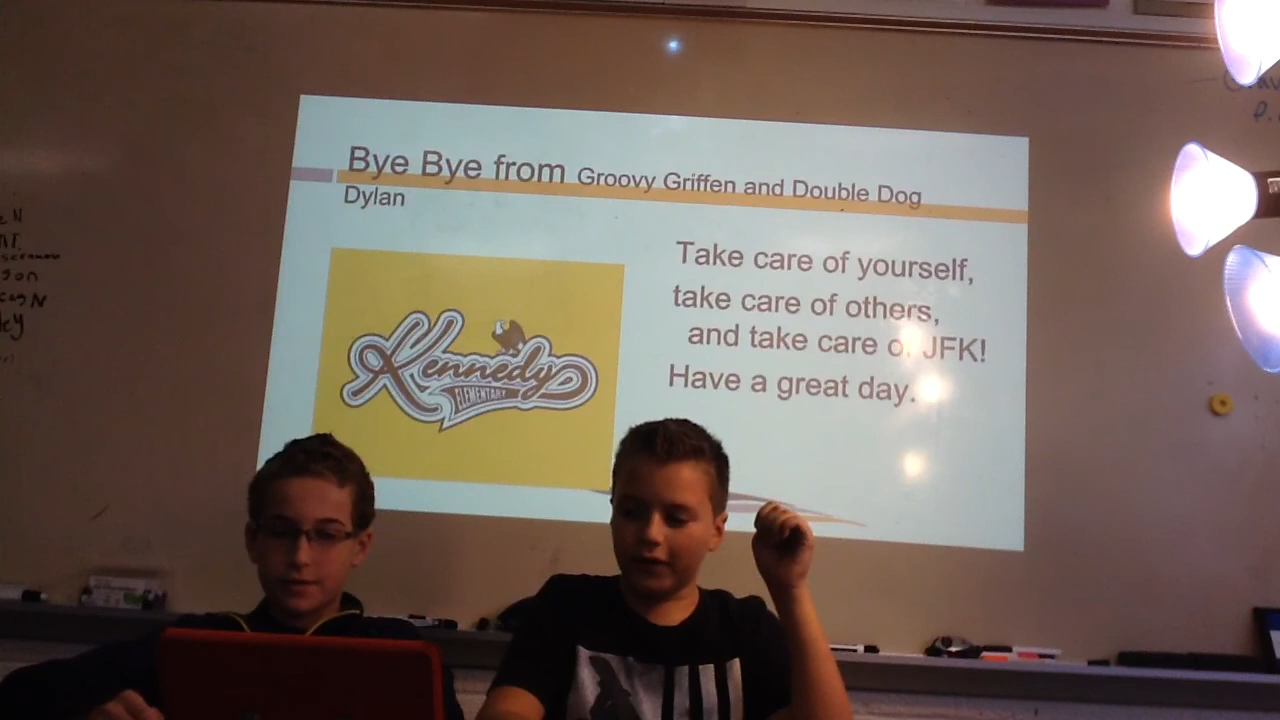 Bye Bye from Groovy Griffen and Double Dog
Dylan
Take care of yourself,
take care of others,
and take care of JFK!
Have a great day.
Kennedy
ELEMENTARY